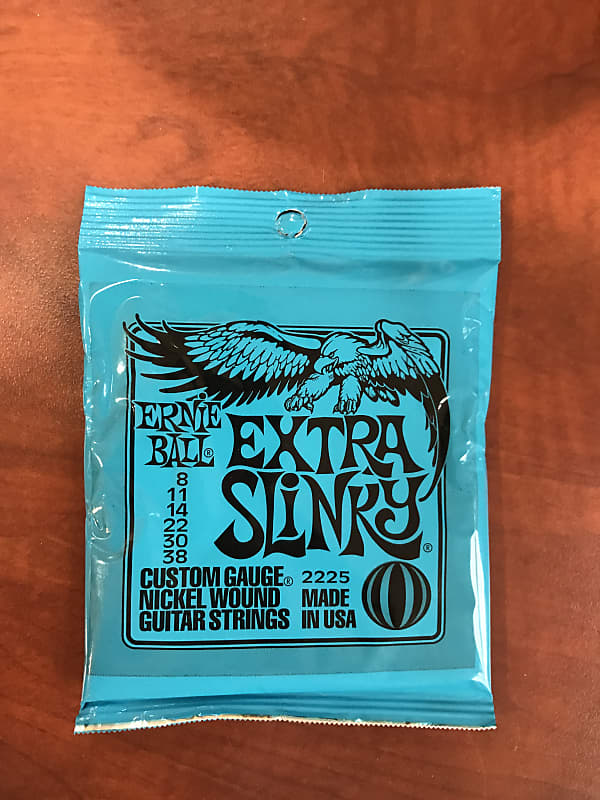 ERNiE
BALL®
EXTRA
SLiNKY®
8
11
14
22
30
38
CUSTOM GAUGE®
NICKEL WOUND
GUITAR STRINGS
2225
MADE
IN USA